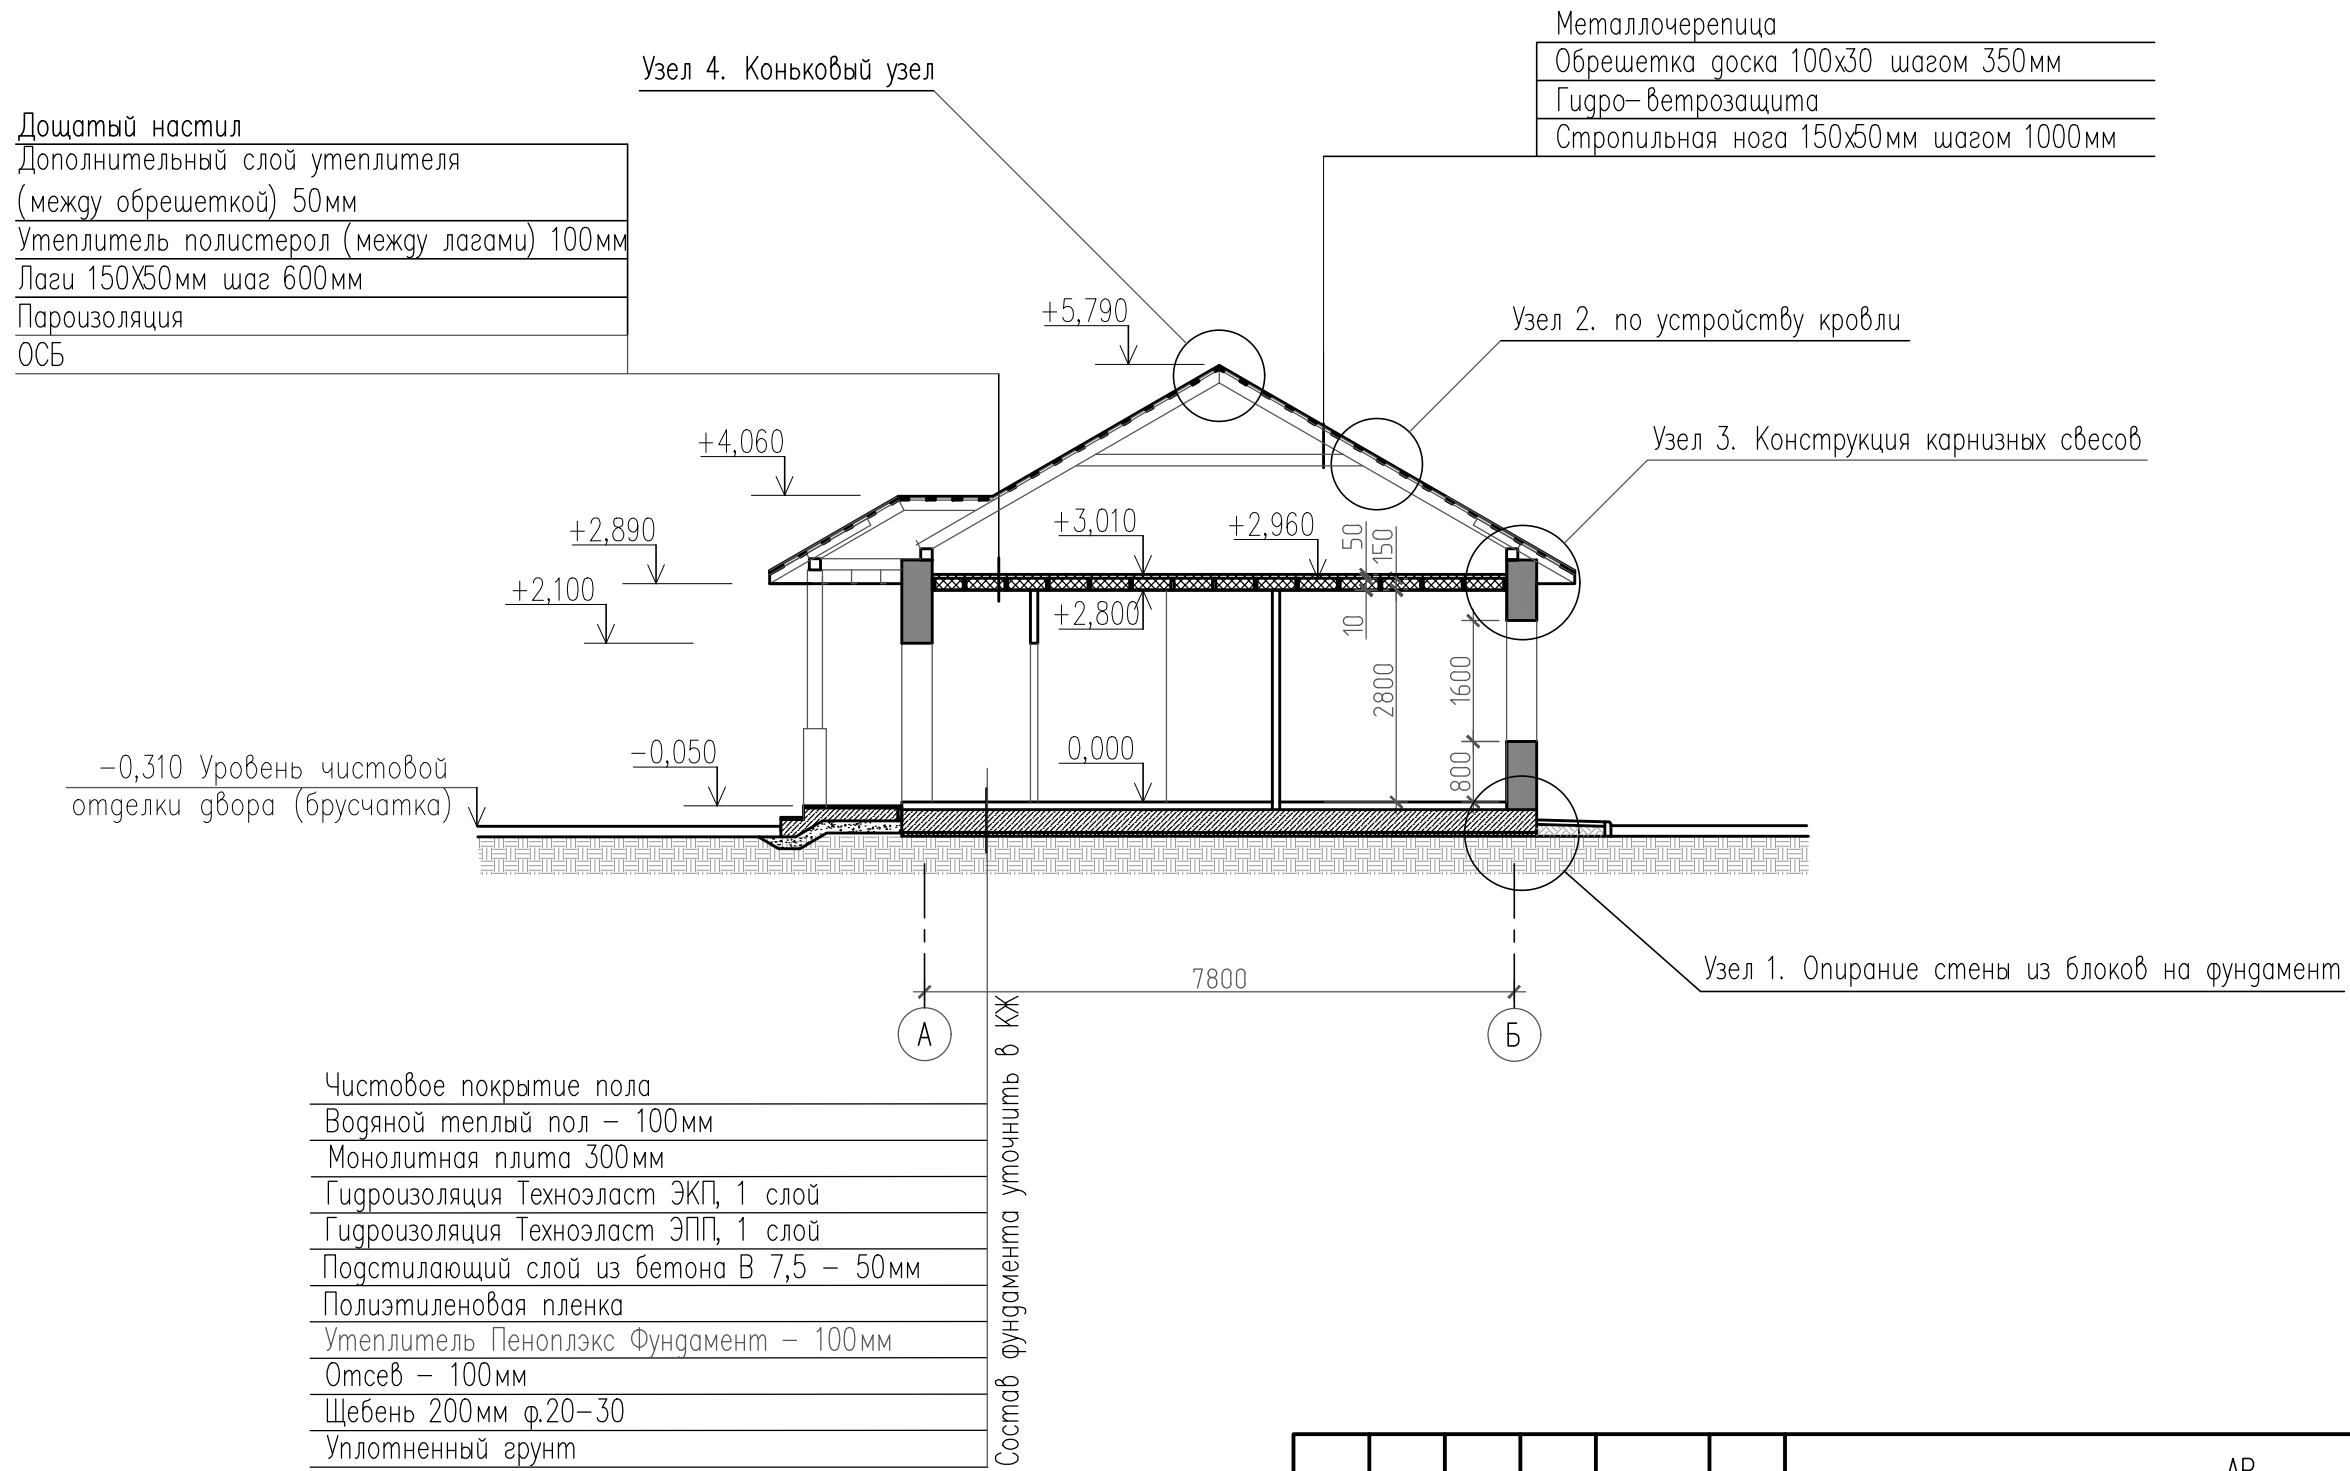 Металлочерепица
Обрешетка доска 100х30 шагом 350мм
Гидро-ветрозащита
Стропильная нога 150х50мм шагом 1000мм
Узел 4. Коньковый узел
Дощатый настил
Дополнительный слой утеплителя
(между обрешеткой) 50мм
Утеплитель полистерол (между лагами) 100мм
Лаги 150Х50мм шаг 600мм
Пароизоляция
ОСБ
+5,790
Узел 2. по устройству кровли
+4,060
Узел 3. Конструкция карнизных свесов
+2,890
+3,010
+2,960
50
150
+2,100
+2,800
10
2800
1600
800
-0,310 Уровень чистовой
отделки двора (брусчатка)
-0,050
0,000
Узел 1. Опирание стены из блоков на фундамент
7800
А
Б
Чистовое покрытие пола
Водяной теплый пол - 100мм
Монолитная плита 300мм
Гидроизоляция Техноэласт ЭКП, 1 слой
Гидроизоляция Техноэласт ЭПП, 1 слой
Подстилающий слой из бетона В 7,5 - 50мм
Полиэтиленовая пленка
Утеплитель Пеноплэкс Фундамент - 100мм
Отсев - 100мм
Щебень 200мм ф.20-30
Уплотненный грунт
Состав фундамента уточнить в КЖ